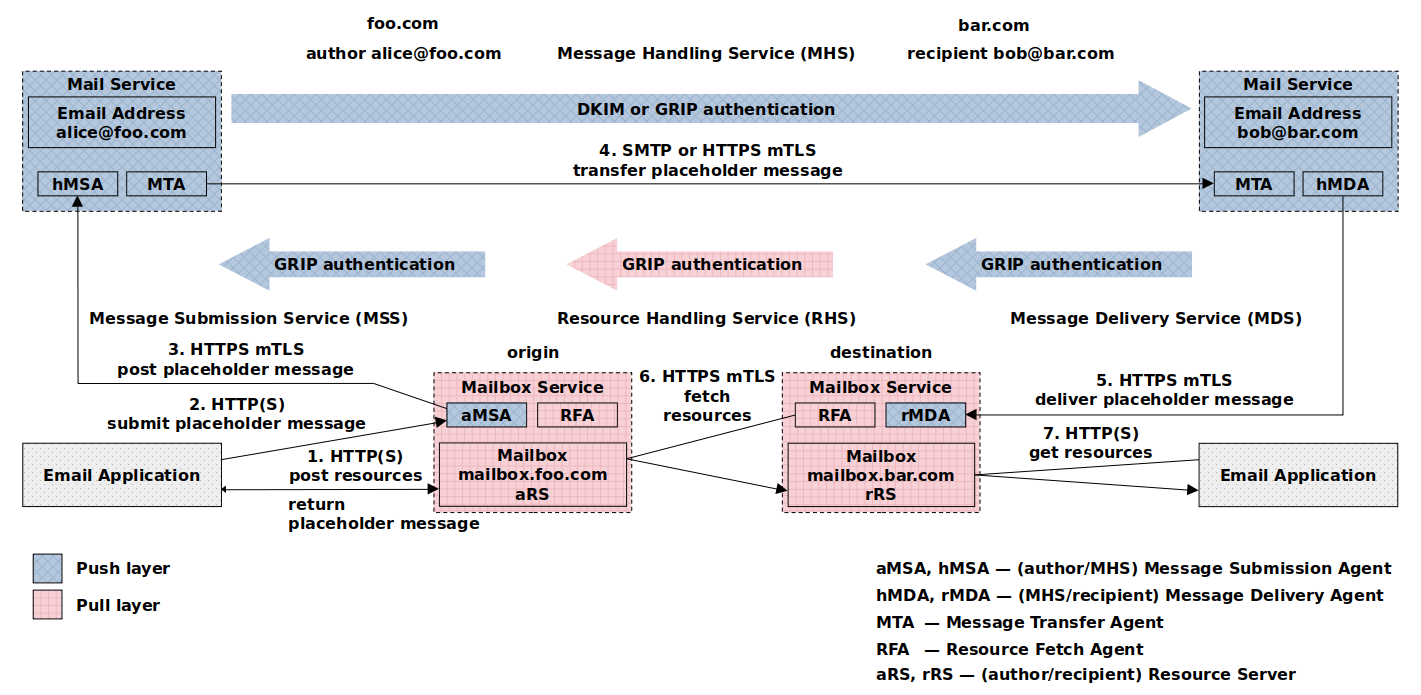 foo.com
bar.com
author alice@foo.com
Message Handling Service (MHS)
recipient bob@bar.com
Mail Service
Email Address
alice@foo.com
hMSA
MTA
DKIM or GRIP authentication
4. SMTP or HTTPS mTLS
transfer placeholder message
Mail Service
Email Address
bob@bar.com
MTA
hMDA
GRIP authentication
GRIP authentication
GRIP authentication
Message Submission Service (MSS)
Resource Handling Service (RHS)
Message Delivery Service (MDS)
3. HTTPS mTLS
post placeholder message
2. HTTP(S)
submit placeholder message
Email Application
1. HTTP(S)
post resources
return
placeholder message
origin
Mailbox Service
aMSA
RFA
Mailbox
mailbox.foo.com
aRS
6. HTTPS mTLS
fetch
resources
destination
Mailbox Service
RFA
rMDA
Mailbox
mailbox.bar.com
rRS
5. HTTPS mTLS
deliver placeholder message
7. HTTP(S)
get resources
Email Application
Push layer
Pull layer
aMSA, hMSA — (author/MHS) Message Submission Agent
hMDA, rMDA — (MHS/recipient) Message Delivery Agent
MTA — Message Transfer Agent
RFA — Resource Fetch Agent
aRS, rRS — (author/recipient) Resource Server